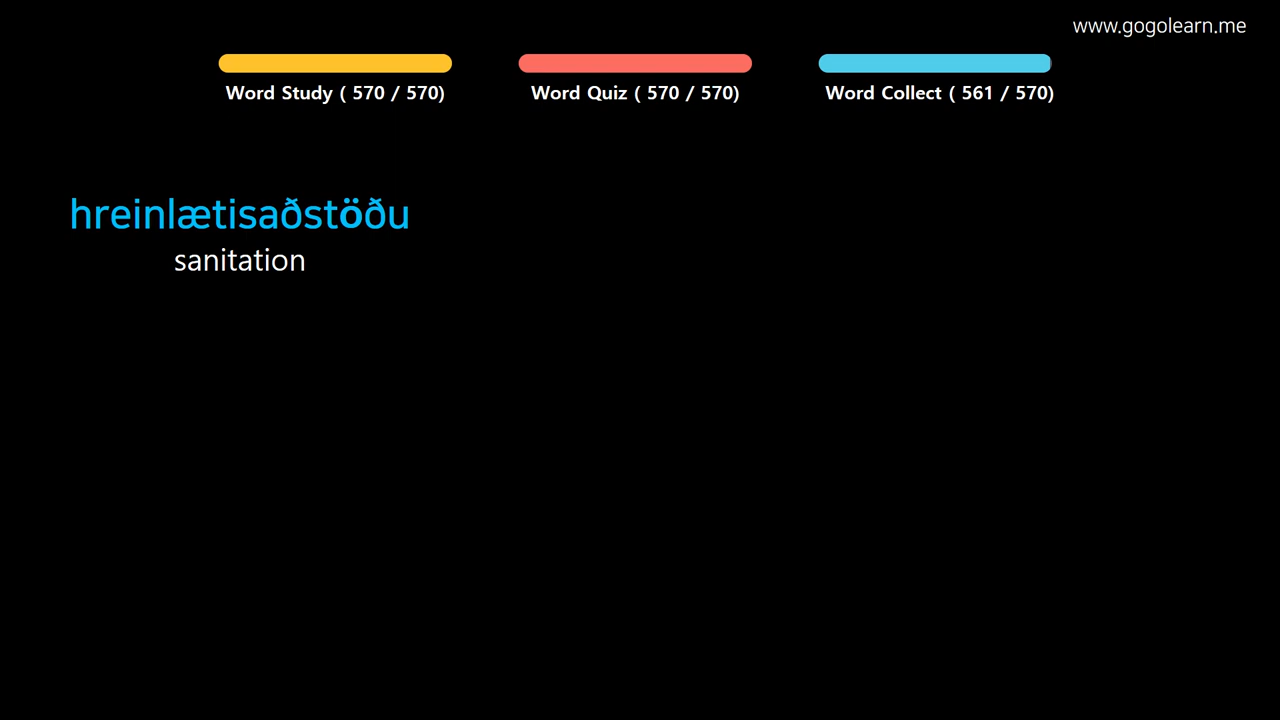 www.gogolearn.me
Word Study ( 570 / 570)
Word Quiz ( 570 / 570)
Word Collect ( 561 / 570)
hreinlætisaðstöðu
sanitation